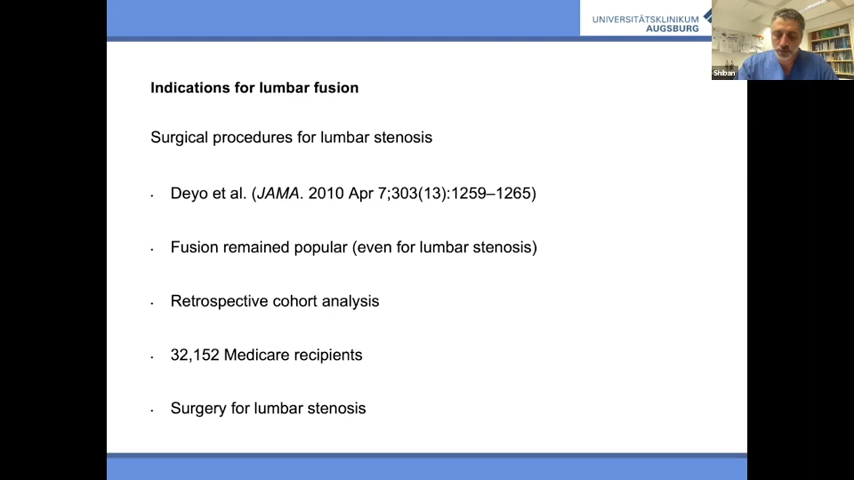 UNIVERSITÄTSKLINIKUM
AUGSBURG
Shiban
Indications for lumbar fusion
Surgical procedures for lumbar stenosis
· Deyo et al. (JAMA. 2010 Apr 7;303(13):1259–1265)
· Fusion remained popular (even for lumbar stenosis)
· Retrospective cohort analysis
· 32,152 Medicare recipients
· Surgery for lumbar stenosis